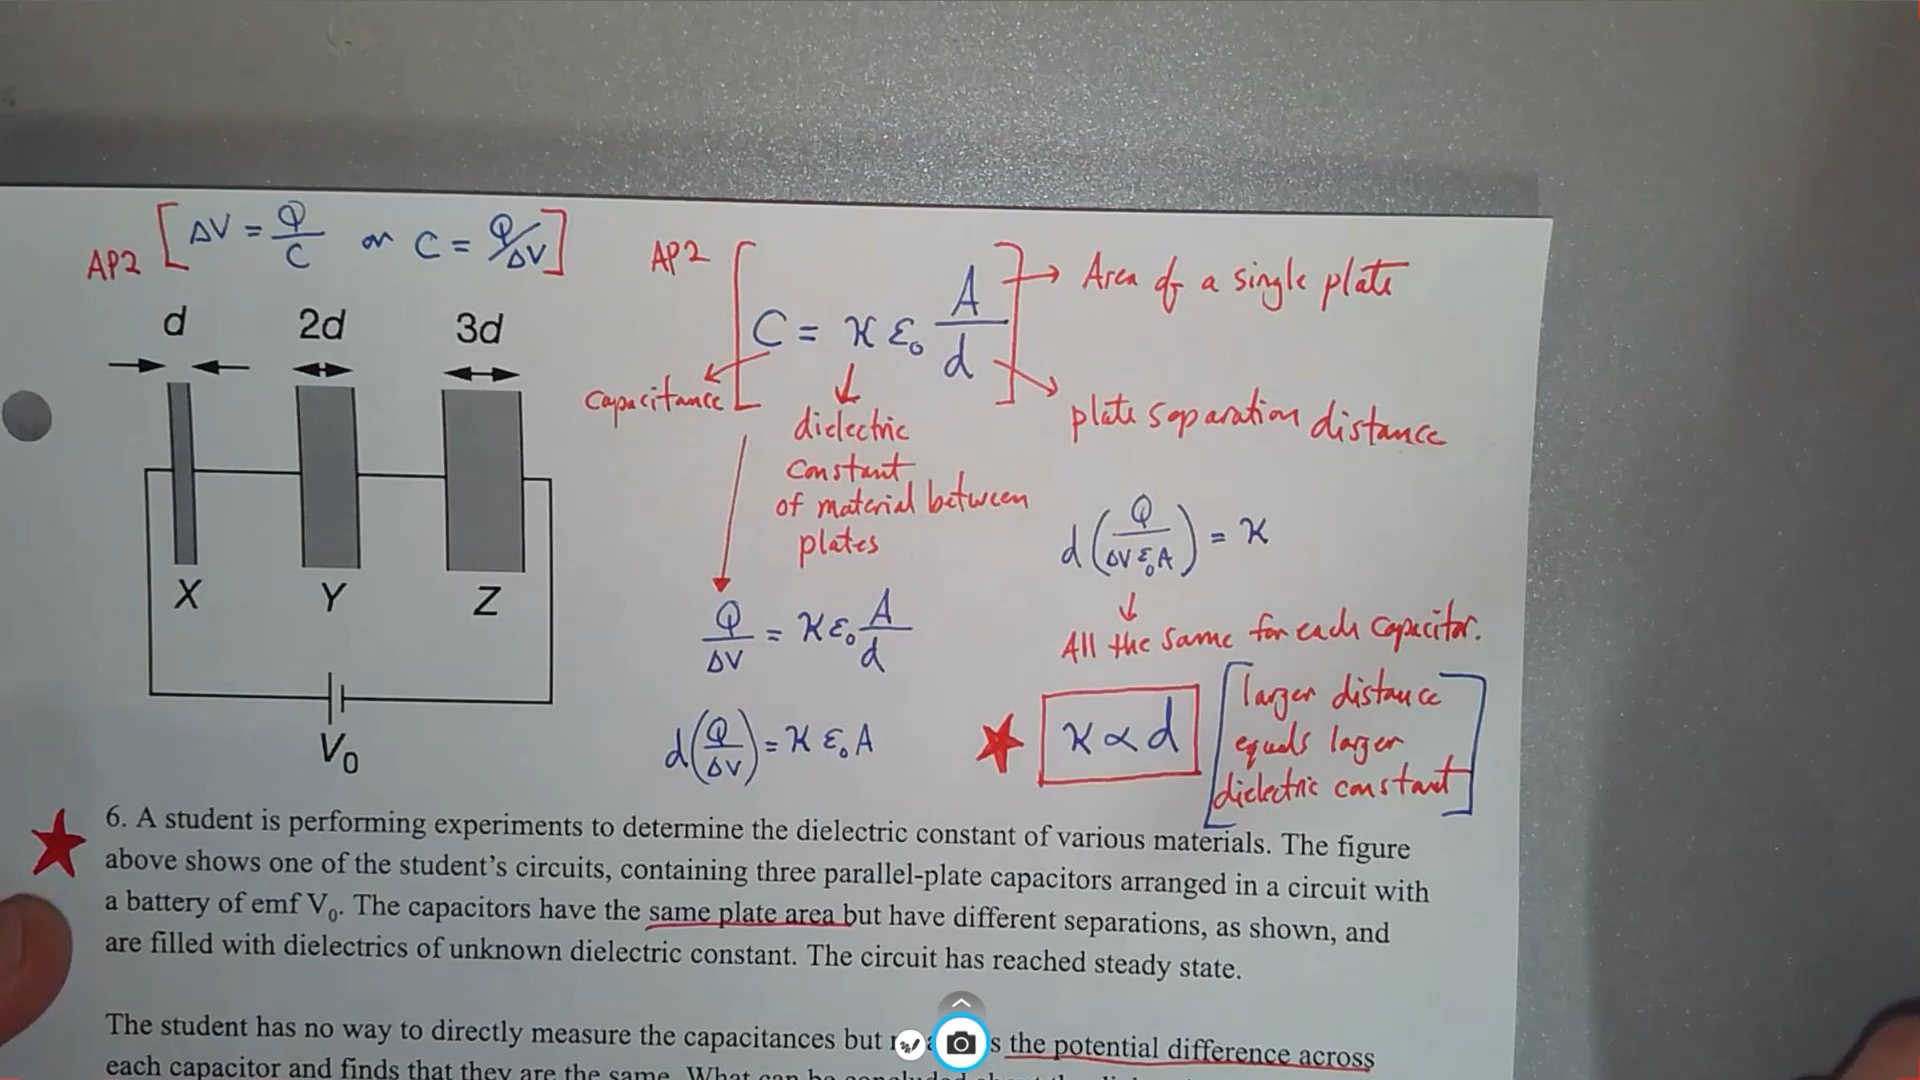 AP2 [ΔV = Q/C or C = Q/ΔV]
AP2 [C = κ ε₀ A/d] → Area of a single plate
capacitance
dielectric
constant
of material between
plates
plate separation distance
d 2d 3d
X Y Z
V₀
Q/ΔV = κε₀ A/d
d(Q/ΔV) = κ ε₀ A
d(Q/ΔV ε₀ A) = κ
All the same for each capacitor.
κ ∝ d
[larger distance
equals larger
dielectric constant]
6. A student is performing experiments to determine the dielectric constant of various materials. The figure
above shows one of the student’s circuits, containing three parallel-plate capacitors arranged in a circuit with
a battery of emf V₀. The capacitors have the same plate area but have different separations, as shown, and
are filled with dielectrics of unknown dielectric constant. The circuit has reached steady state.
The student has no way to directly measure the capacitances but the potential difference across
each capacitor and finds that they are the same. What can be concluded